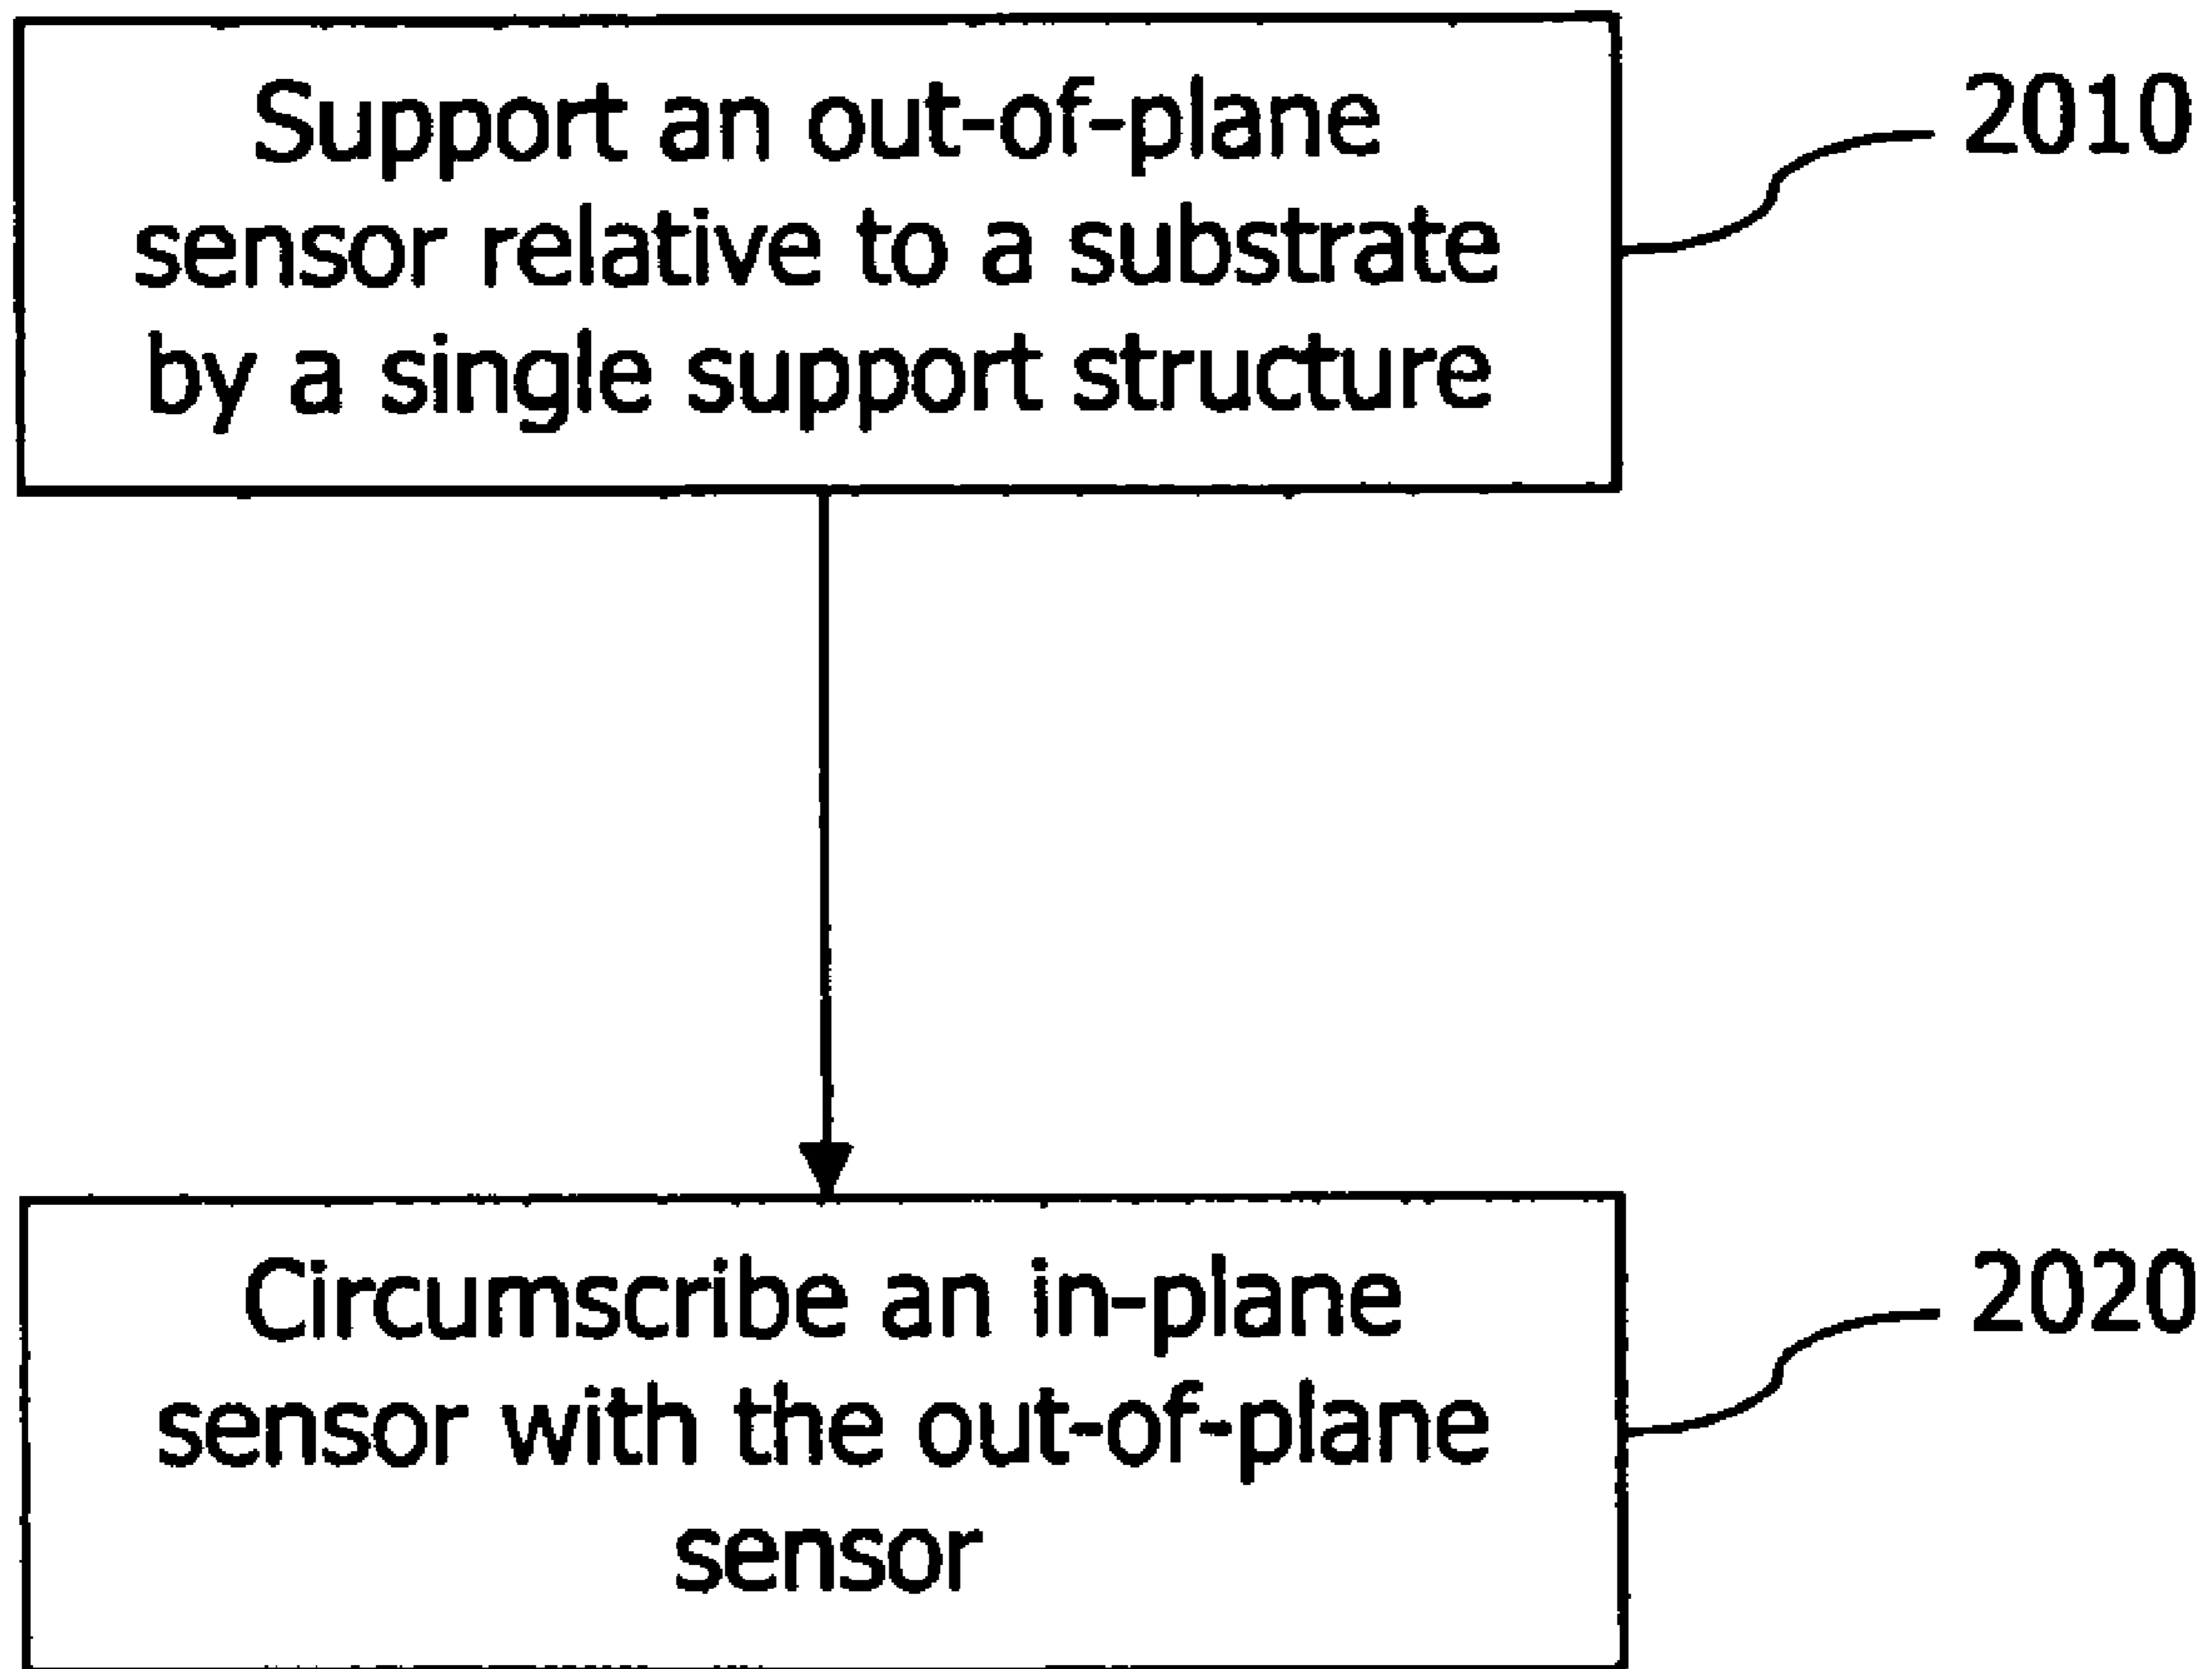 Support an out-of-plane
sensor relative to a substrate
by a single support structure
2010
Circumscribe an in-plane
sensor with the out-of-plane
sensor
2020